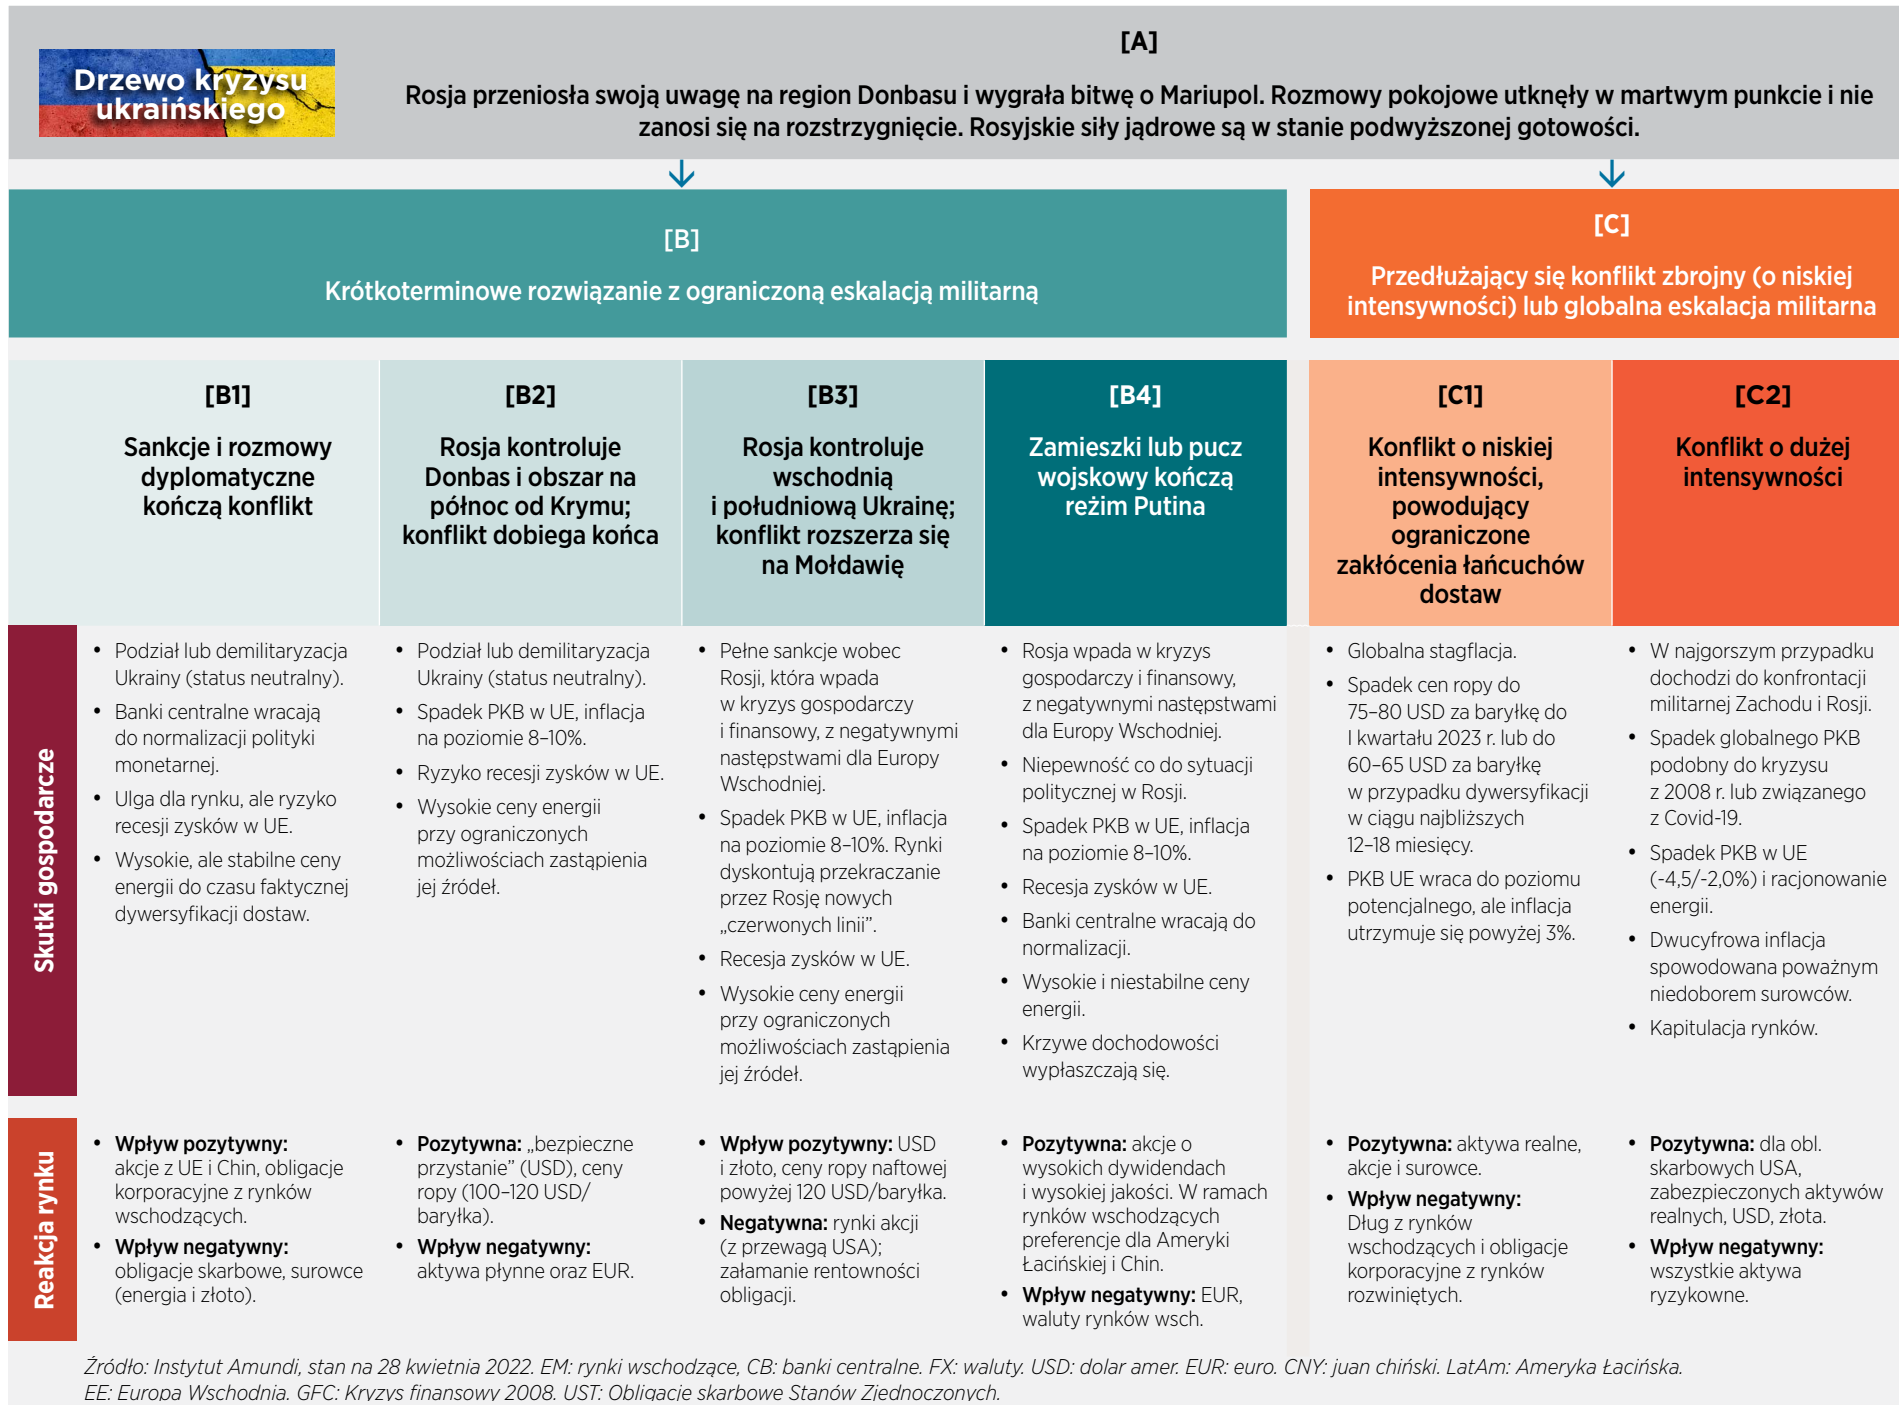 Drzewo kryzysu
ukraińskiego
[A]
Rosja przeniosła swoją uwagę na region Donbasu i wygrała bitwę o Mariupol. Rozmowy pokojowe utknęły w martwym punkcie i nie
zanosi się na rozstrzygnięcie. Rosyjskie siły jądrowe są w stanie podwyższonej gotowości.
[B]
Krótkoterminowe rozwiązanie z ograniczoną eskalacją militarną
[C]
Przedłużający się konflikt zbrojny (o niskiej
intensywności) lub globalna eskalacja militarna
[B1]
Sankcje i rozmowy
dyplomatyczne
kończą konflikt
[B2]
Rosja kontroluje
Donbas i obszar na
północ od Krymu;
konflikt dobiega końca
[B3]
Rosja kontroluje
wschodnią
i południową Ukrainę;
konflikt rozszerza się
na Mołdawię
[B4]
Zamieszki lub pucz
wojskowy kończą
reżim Putina
[C1]
Konflikt o niskiej
intensywności,
powodujący
ograniczone
zakłócenia łańcuchów
dostaw
[C2]
Konflikt o dużej
intensywności
Skutki gospodarcze
• Podział lub demilitaryzacja
Ukrainy (status neutralny).
• Banki centralne wracają
do normalizacji polityki
monetarnej.
• Ulga dla rynku, ale ryzyko
recesji zysków w UE.
• Wysokie, ale stabilne ceny
energii do czasu faktycznej
dywersyfikacji dostaw.
• Podział lub demilitaryzacja
Ukrainy (status neutralny).
• Spadek PKB w UE, inflacja
na poziomie 8–10%.
• Ryzyko recesji zysków w UE.
• Wysokie ceny energii
przy ograniczonych
możliwościach zastąpienia
jej źródeł.
• Pełne sankcje wobec
Rosji, która wpada
w kryzys gospodarczy
i finansowy, z negatywnymi
następstwami dla Europy
Wschodniej.
• Spadek PKB w UE, inflacja
na poziomie 8–10%. Rynki
dyskontują przekraczanie
przez Rosję nowych
„czerwonych linii”.
• Recesja zysków w UE.
• Wysokie ceny energii
przy ograniczonych
możliwościach zastąpienia
jej źródeł.
• Rosja wpada w kryzys
gospodarczy i finansowy,
z negatywnymi następstwami
dla Europy Wschodniej.
• Niepewność co do sytuacji
politycznej w Rosji.
• Spadek PKB w UE, inflacja
na poziomie 8–10%.
• Recesja zysków w UE.
• Banki centralne wracają do
normalizacji.
• Wysokie i niestabilne ceny
energii.
• Krzywe dochodowości
wypłaszczają się.
• Globalna stagflacja.
• Spadek cen ropy do
75–80 USD za baryłkę do
I kwartału 2023 r. lub do
60–65 USD za baryłkę
w przypadku dywersyfikacji
w ciągu najbliższych
12–18 miesięcy.
• PKB UE wraca do poziomu
potencjalnego, ale inflacja
utrzymuje się powyżej 3%.
• W najgorszym przypadku
dochodzi do konfrontacji
militarnej Zachodu i Rosji.
• Spadek globalnego PKB
podobny do kryzysu
z 2008 r. lub związanego
z Covid-19.
• Spadek PKB w UE
(-4,5/-2,0%) i racjonowanie
energii.
• Dwucyfrowa inflacja
spowodowana poważnym
niedoborem surowców.
• Kapitulacja rynków.
Reakcja rynku
• Wpływ pozytywny:
akcje z UE i Chin, obligacje
korporacyjne z rynków
wschodzących.
• Wpływ negatywny:
obligacje skarbowe, surowce
(energia i złoto).
• Pozytywna: „bezpieczne
przystanie” (USD), ceny
ropy (100–120 USD/
baryłka).
• Wpływ negatywny:
aktywa płynne oraz EUR.
• Wpływ pozytywny: USD
i złoto, ceny ropy naftowej
powyżej 120 USD/baryłka.
• Negatywna: rynki akcji
(z przewagą USA);
załamanie rentowności
obligacji.
• Pozytywna: akcje o
wysokich dywidendach
i wysokiej jakości. W ramach
rynków wschodzących
preferencje dla Ameryki
Łacińskiej i Chin.
• Wpływ negatywny: EUR,
waluty rynków wsch.
• Pozytywna: aktywa realne,
akcje i surowce.
• Wpływ negatywny:
Dług z rynków
wschodzących i obligacje
korporacyjne z rynków
rozwiniętych.
• Pozytywna: dla obl.
skarbowych USA,
zabezpieczonych aktywów
realnych, USD, złota.
• Wpływ negatywny:
wszystkie aktywa
ryzykowne.
Źródło: Instytut Amundi, stan na 28 kwietnia 2022. EM: rynki wschodzące, CB: banki centralne. FX: waluty. USD: dolar amer. EUR: euro. CNY: juan chiński. LatAm: Ameryka Łacińska.
EE: Europa Wschodnia. GFC: Kryzys finansowy 2008. UST: Obligacje skarbowe Stanów Zjednoczonych.